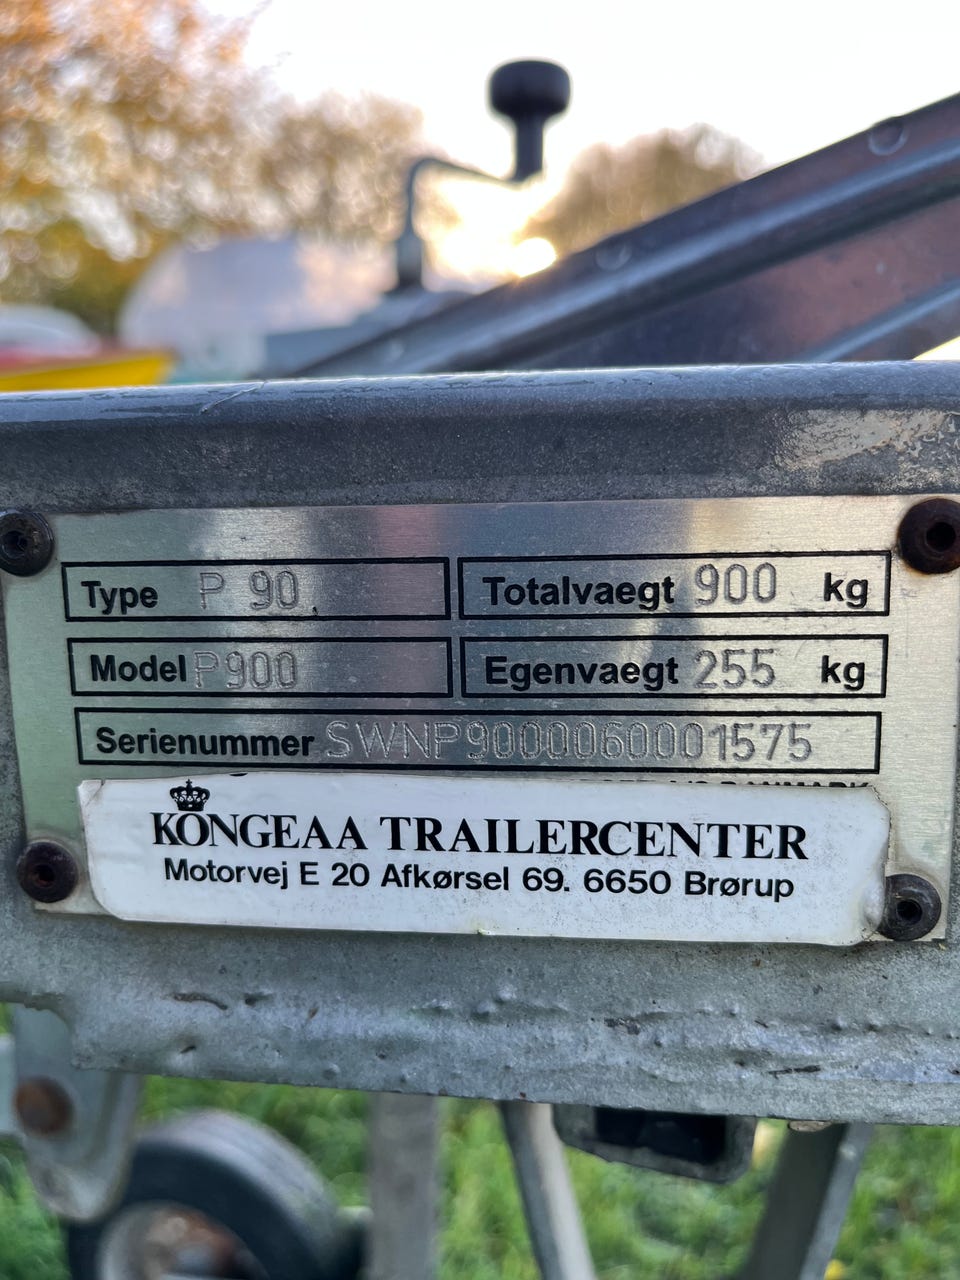 Type P 90
Totalvaegt 900 kg
Model P900
Egenvaegt 255 kg
Serienummer SWNP9000060001575
KONGEAA TRAILERCENTER
Motorvej E 20 Afkørsel 69. 6650 Brørup